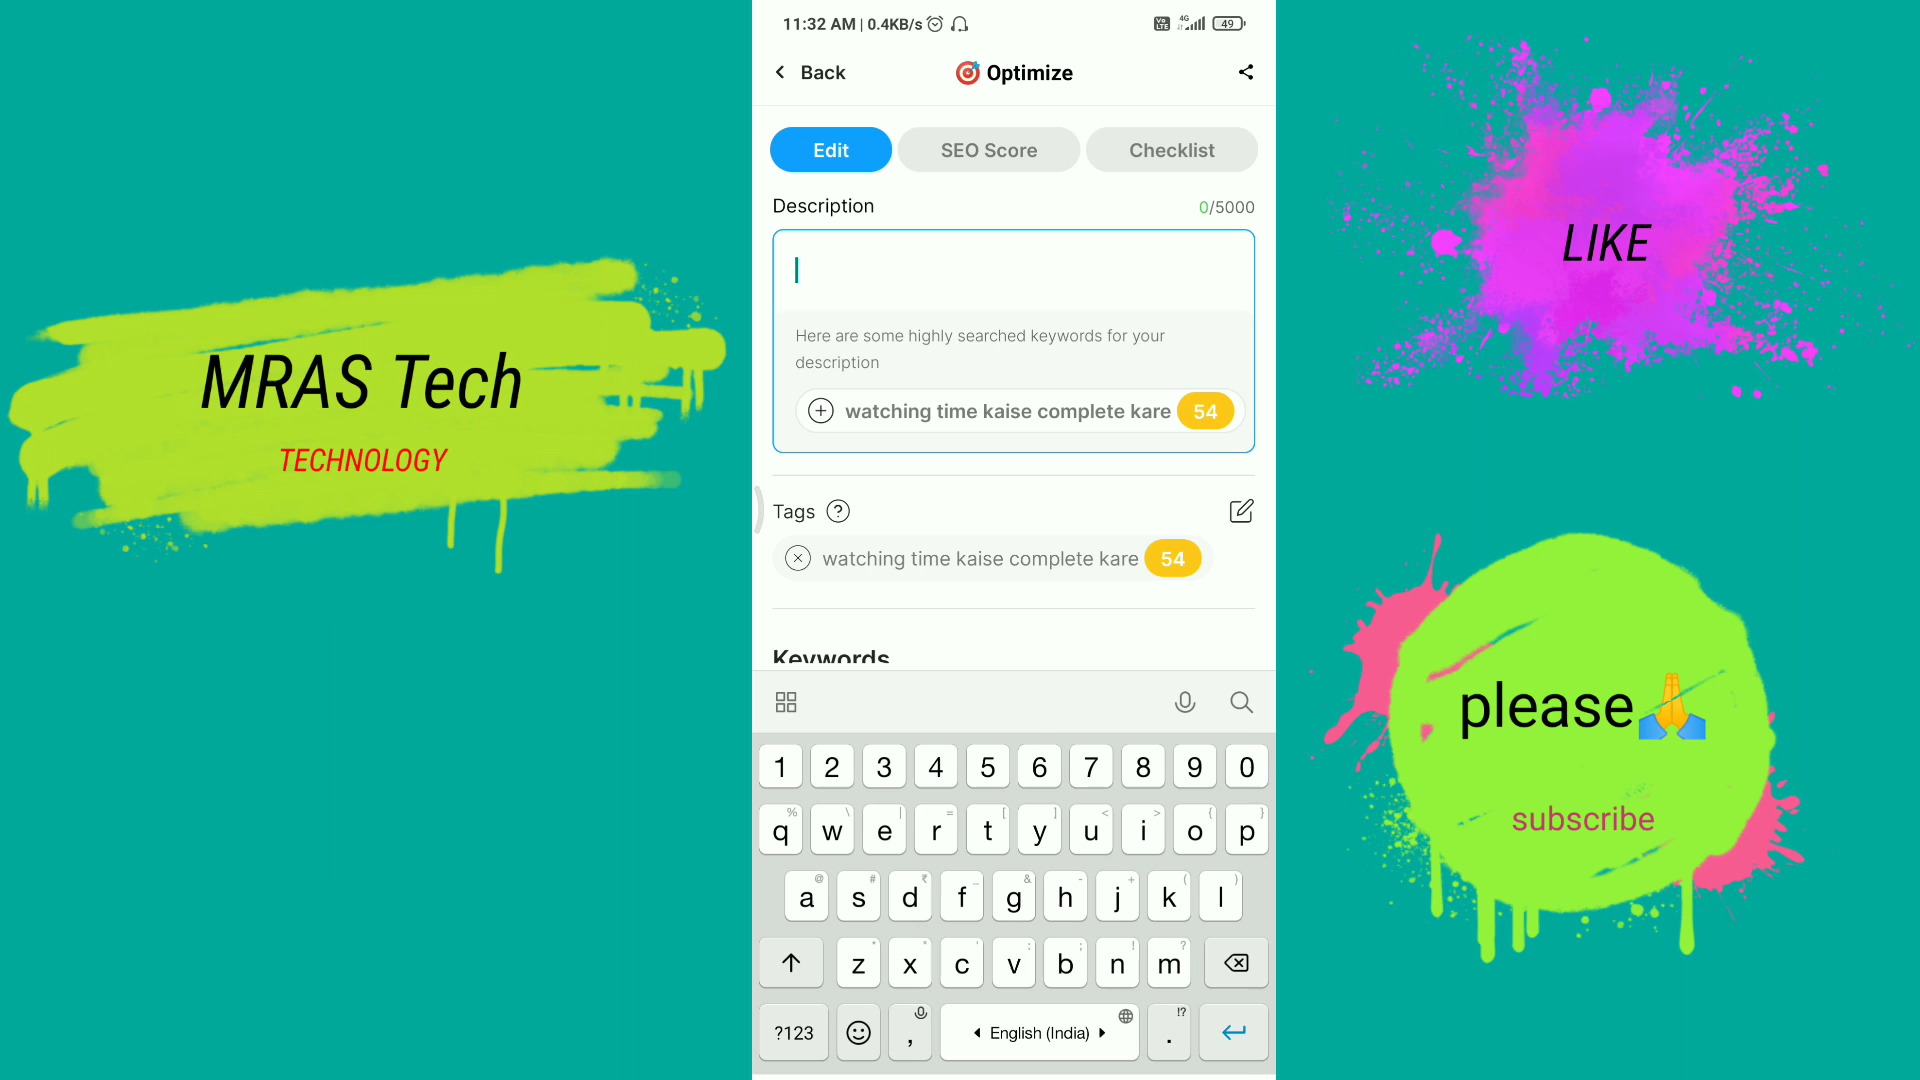 MRAS Tech
TECHNOLOGY
11:32 AM | 0.4KB/s
Vo LTE 4G 49
Back
🎯 Optimize
Edit
SEO Score
Checklist
Description
0/5000
Here are some highly searched keywords for your
description
watching time kaise complete kare 54
Tags ?
watching time kaise complete kare 54
Keywords
1 2 3 4 5 6 7 8 9 0
% \ | = [ ] < > { }
q w e r t y u i o p
@ # ₹ _ & - + ( )
a s d f g h j k l
z x c v b n m
?123 , English (India) . !?
LIKE
please🙏
subscribe